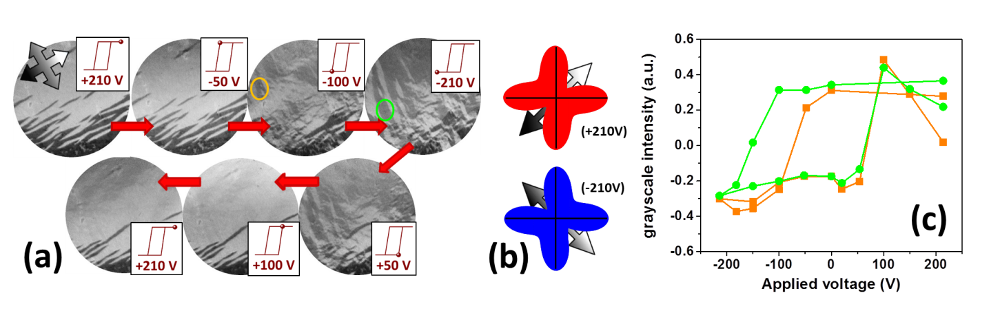 +210 V
-50 V
-100 V
-210 V
+210 V
+100 V
+50 V
(a)
(+210V)
(-210V)
(b)
grayscale intensity (a.u.)
0.6
0.4
0.2
0.0
-0.2
-0.4
-0.6
-200
-100
0
100
200
Applied voltage (V)
(c)